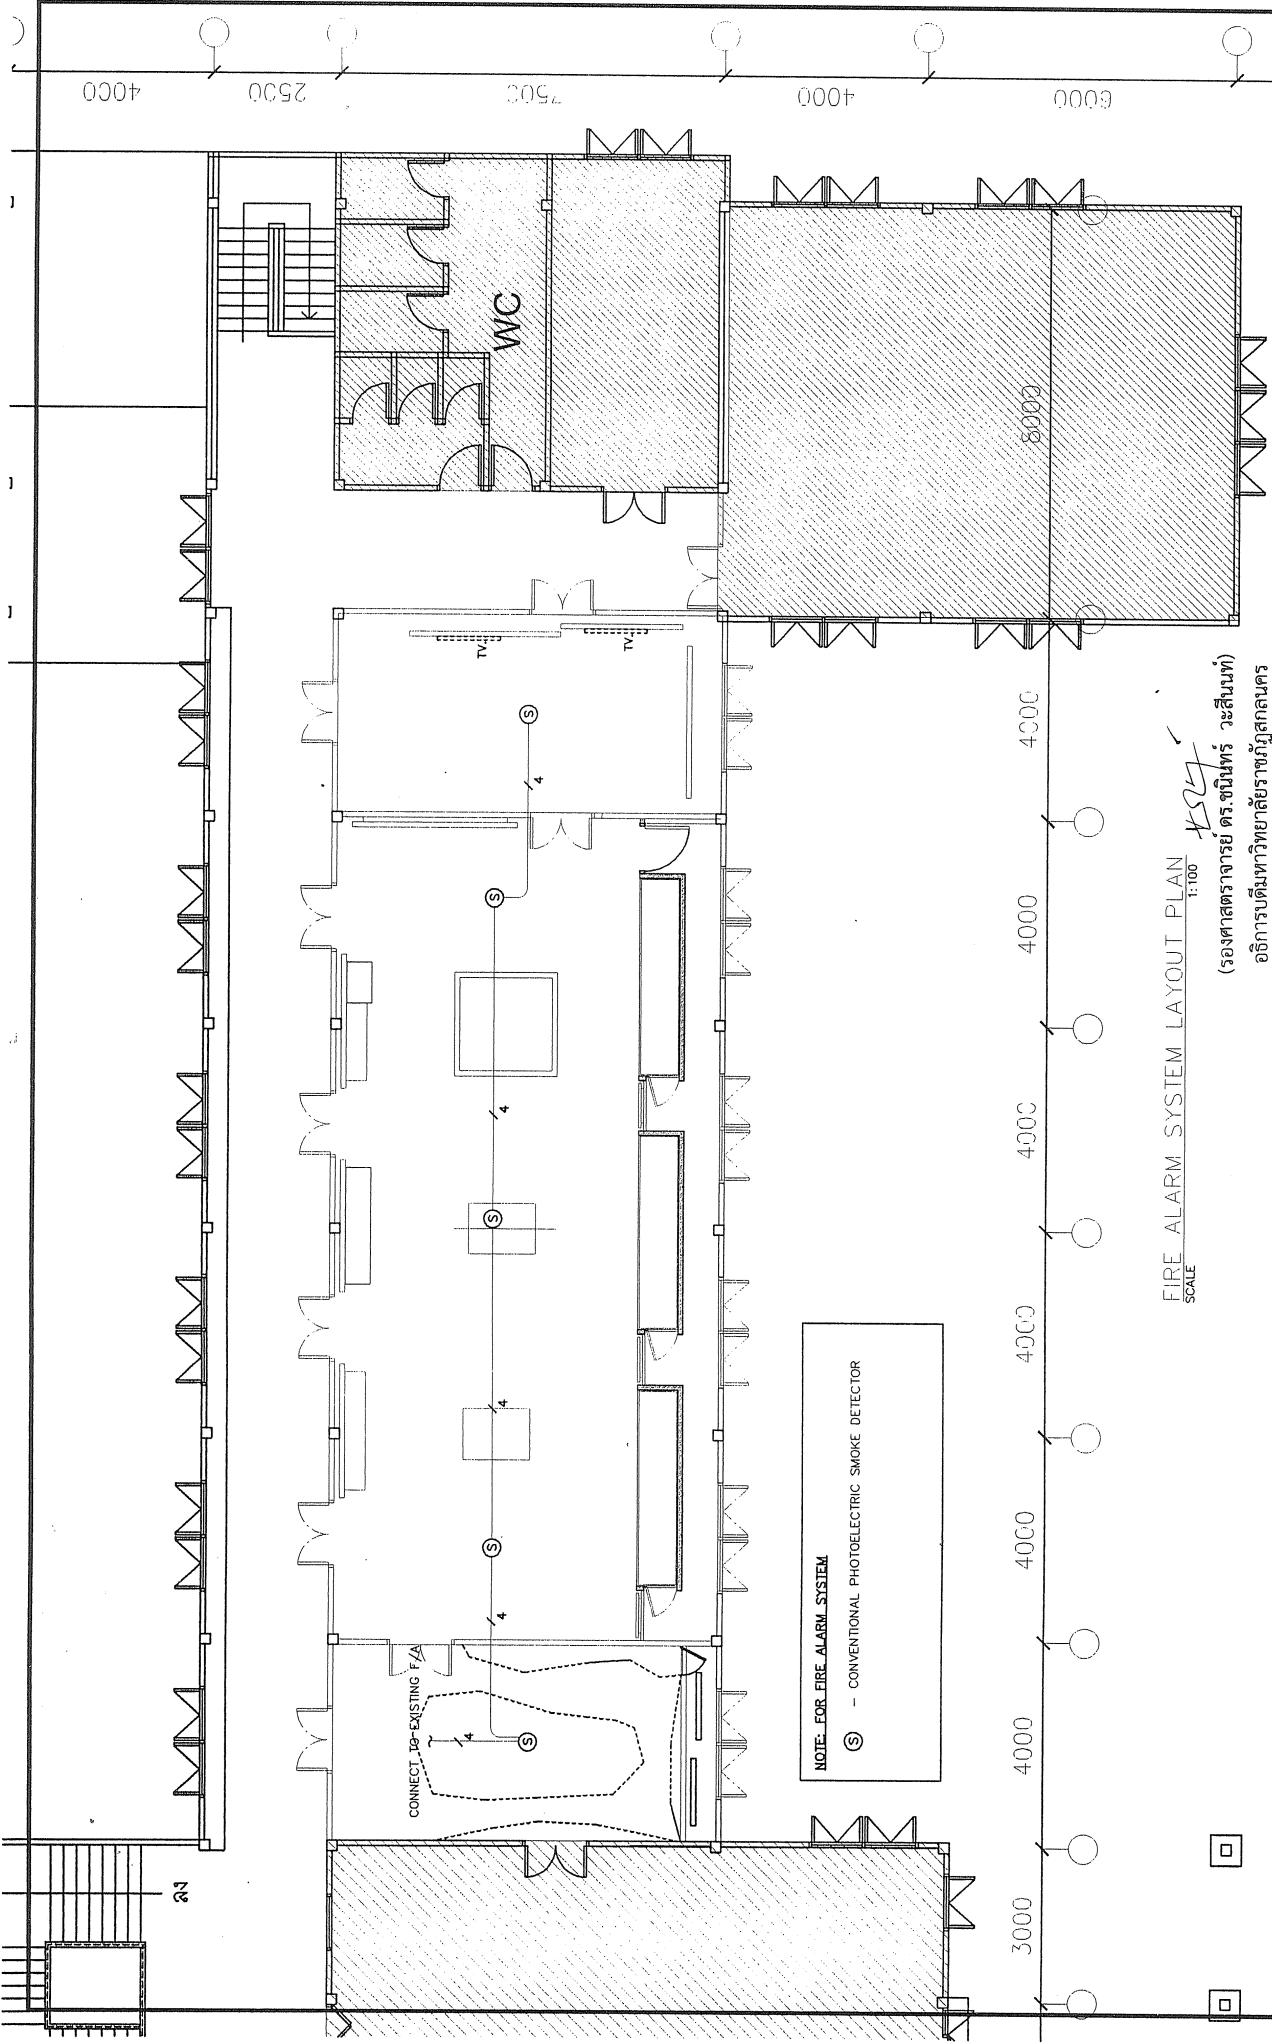 4000
2500
7500
4000
6000
WC
8000
TV
TV
4
4
4
4
4
S
S
S
S
S
CONNECT TO EXISTING F/A
ลง
4000
4000
4000
4000
4000
4000
3000
NOTE: FOR FIRE ALARM SYSTEM
S - CONVENTIONAL PHOTOELECTRIC SMOKE DETECTOR
FIRE ALARM SYSTEM LAYOUT PLAN
SCALE 1:100
(รองศาสตราจารย์ ดร.ชนินทร์ วะสีนนท์)
อธิการบดีมหาวิทยาลัยราชภัฏสกลนคร